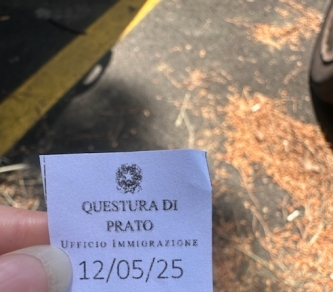 QUESTURA DI
PRATO
UFFICIO IMMIGRAZIONE
12/05/25